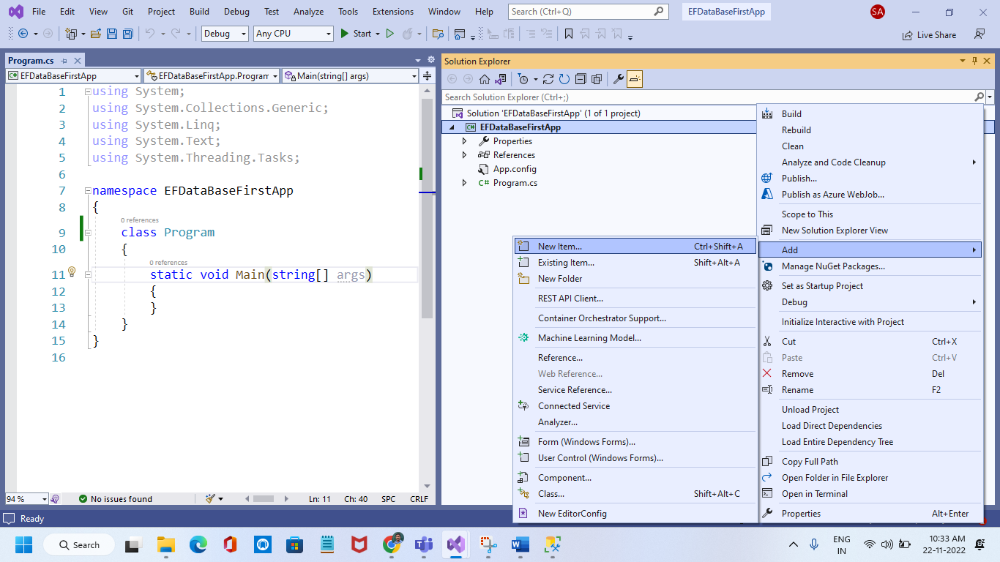 File Edit View Git Project Build Debug Test Analyze Tools Extensions Window Help Search (Ctrl+Q) EFDataBaseFirstApp SA
Debug Any CPU Start Live Share
Program.cs
EFDataBaseFirstApp EFDataBaseFirstApp.Program Main(string[] args)
1 using System;
2 using System.Collections.Generic;
3 using System.Linq;
4 using System.Text;
5 using System.Threading.Tasks;
6
7 namespace EFDataBaseFirstApp
8 {
0 references
9 class Program
10 {
0 references
11 static void Main(string[] args)
12 {
13 }
14 }
15 }
16
94 % No issues found Ln: 11 Ch: 40 SPC CRLF
Solution Explorer
Search Solution Explorer (Ctrl+;)
Solution 'EFDataBaseFirstApp' (1 of 1 project)
C# EFDataBaseFirstApp
Properties
References
App.config
C# Program.cs
New Item... Ctrl+Shift+A
Existing Item... Shift+Alt+A
New Folder
REST API Client...
Container Orchestrator Support...
Machine Learning Model...
Reference...
Web Reference...
Service Reference...
Connected Service
Analyzer...
Form (Windows Forms)...
User Control (Windows Forms)...
Component...
Class... Shift+Alt+C
New EditorConfig
Build
Rebuild
Clean
Analyze and Code Cleanup
Publish...
Publish as Azure WebJob...
Scope to This
New Solution Explorer View
Add
Manage NuGet Packages...
Set as Startup Project
Debug
Initialize Interactive with Project
Cut Ctrl+X
Paste Ctrl+V
Remove Del
Rename F2
Unload Project
Load Direct Dependencies
Load Entire Dependency Tree
Copy Full Path
Open Folder in File Explorer
Open in Terminal
Properties Alt+Enter
Ready
Search
ENG
IN
10:33 AM
22-11-2022